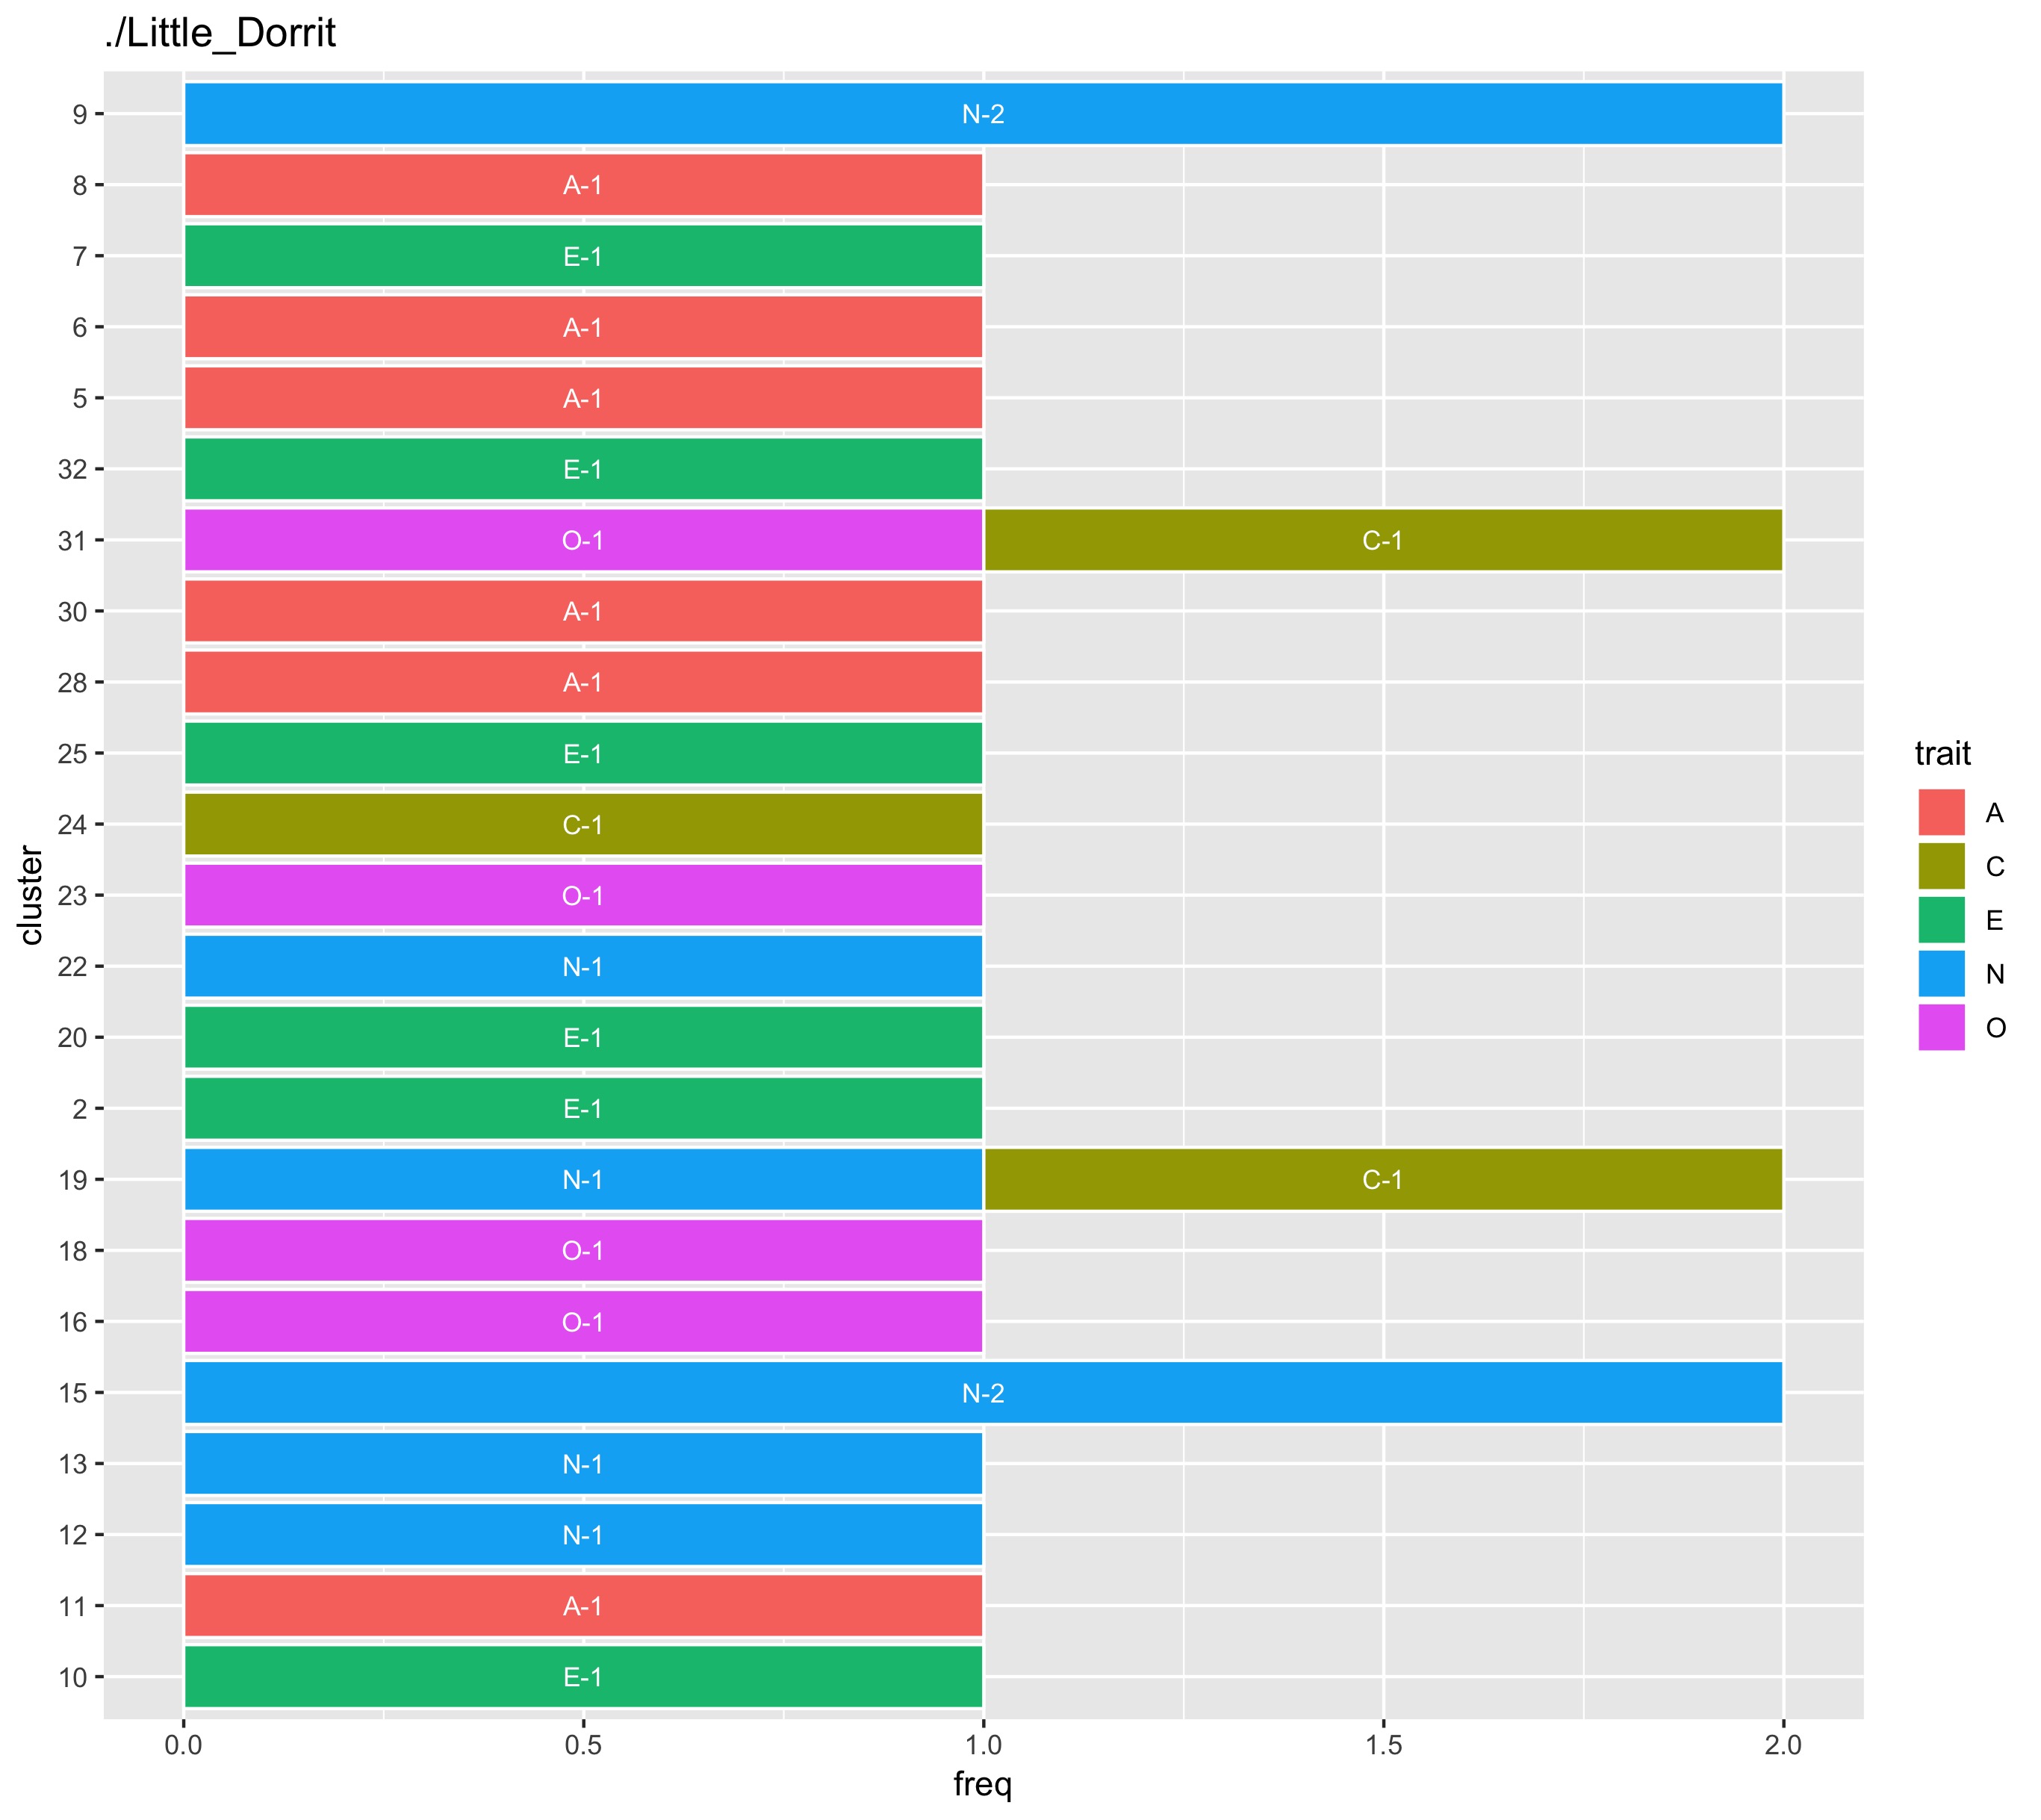 ./Little_Dorrit
9 N-2
8 A-1
7 E-1
6 A-1
5 A-1
32 E-1
31 O-1 C-1
30 A-1
28 A-1
25 E-1
24 C-1
23 O-1
22 N-1
20 E-1
2 E-1
19 N-1 C-1
18 O-1
16 O-1
15 N-2
13 N-1
12 N-1
11 A-1
10 E-1
cluster
0.0 0.5 1.0 1.5 2.0
freq
trait
A
C
E
N
O